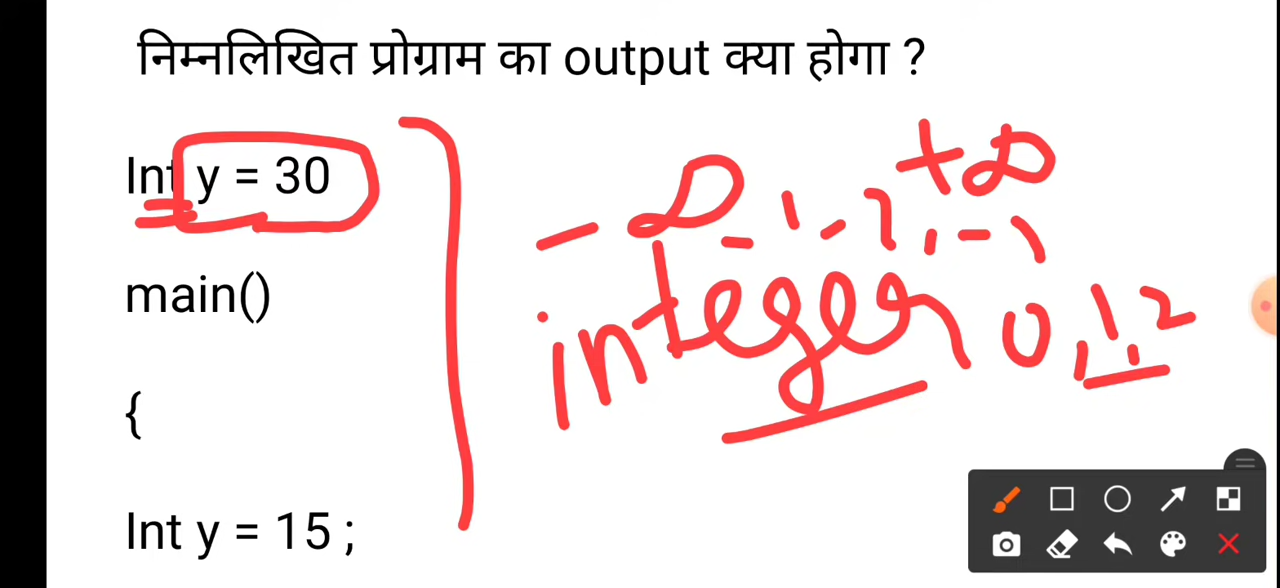 निम्नलिखित प्रोग्राम का output क्या होगा ?
Int y = 30
main()
{
Int y = 15 ;
- ∞ +∞
integer 0, 1, 2